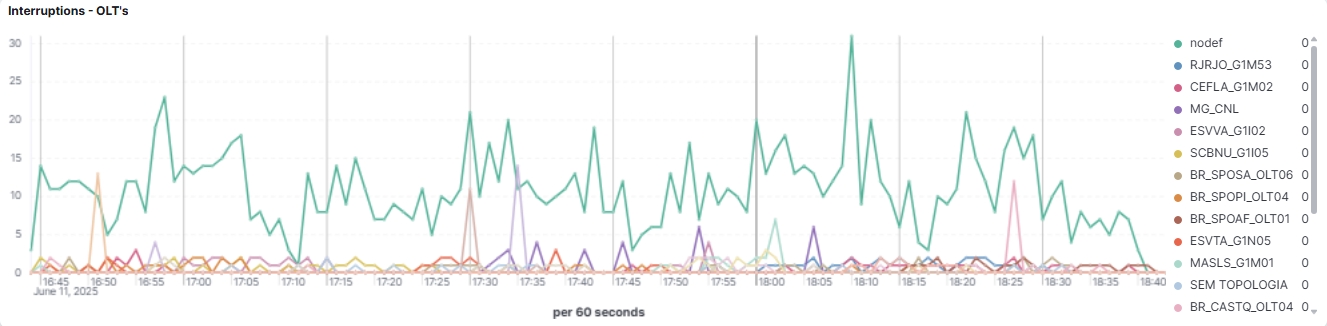 Interruptions - OLT's
30
25
20
15
10
5
0
16:45 16:50 16:55 17:00 17:05 17:10 17:15 17:20 17:25 17:30 17:35 17:40 17:45 17:50 17:55 18:00 18:05 18:10 18:15 18:20 18:25 18:30 18:35 18:40
June 11, 2025
per 60 seconds
nodef 0
RJRJO_G1M53 0
CEFLA_G1M02 0
MG_CNL 0
ESVVA_G1I02 0
SCBNU_G1I05 0
BR_SPOSA_OLT06 0
BR_SPOPI_OLT04 0
BR_SPOAF_OLT01 0
ESVTA_G1N05 0
MASLS_G1M01 0
SEM TOPOLOGIA 0
BR_CASTQ_OLT04 0